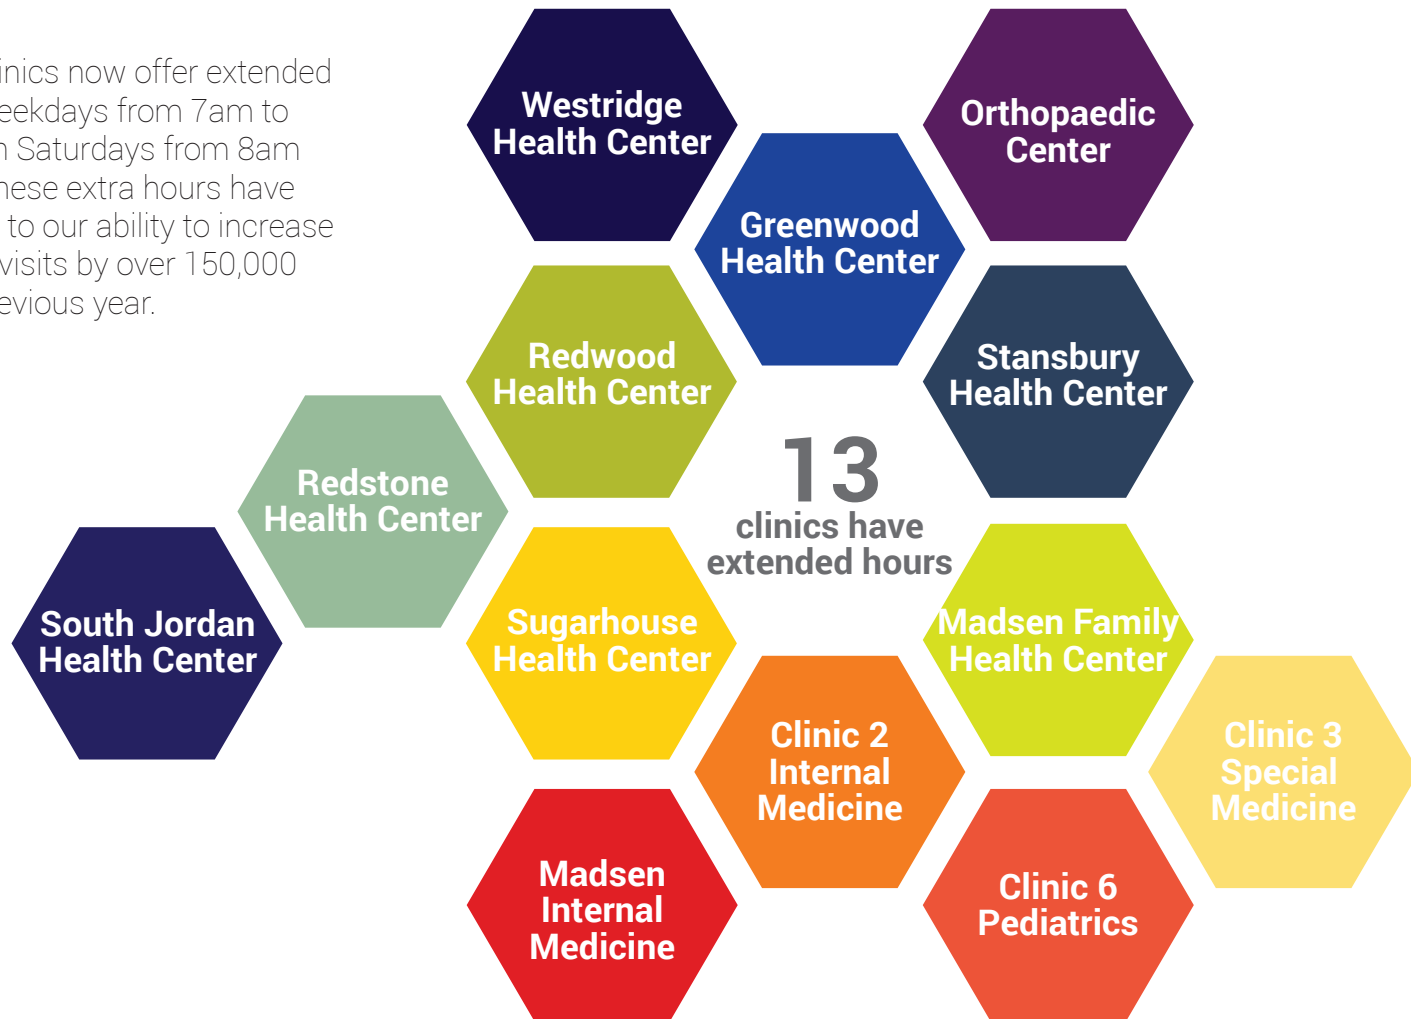 inics now offer extended
eekdays from 7am to
n Saturdays from 8am
hese extra hours have
to our ability to increase
visits by over 150,000
evious year.
Westridge
Health Center
Orthopaedic
Center
Greenwood
Health Center
Redwood
Health Center
Stansbury
Health Center
13
clinics have
extended hours
Redstone
Health Center
South Jordan
Health Center
Sugarhouse
Health Center
Madsen Family
Health Center
Clinic 2
Internal
Medicine
Clinic 3
Special
Medicine
Madsen
Internal
Medicine
Clinic 6
Pediatrics